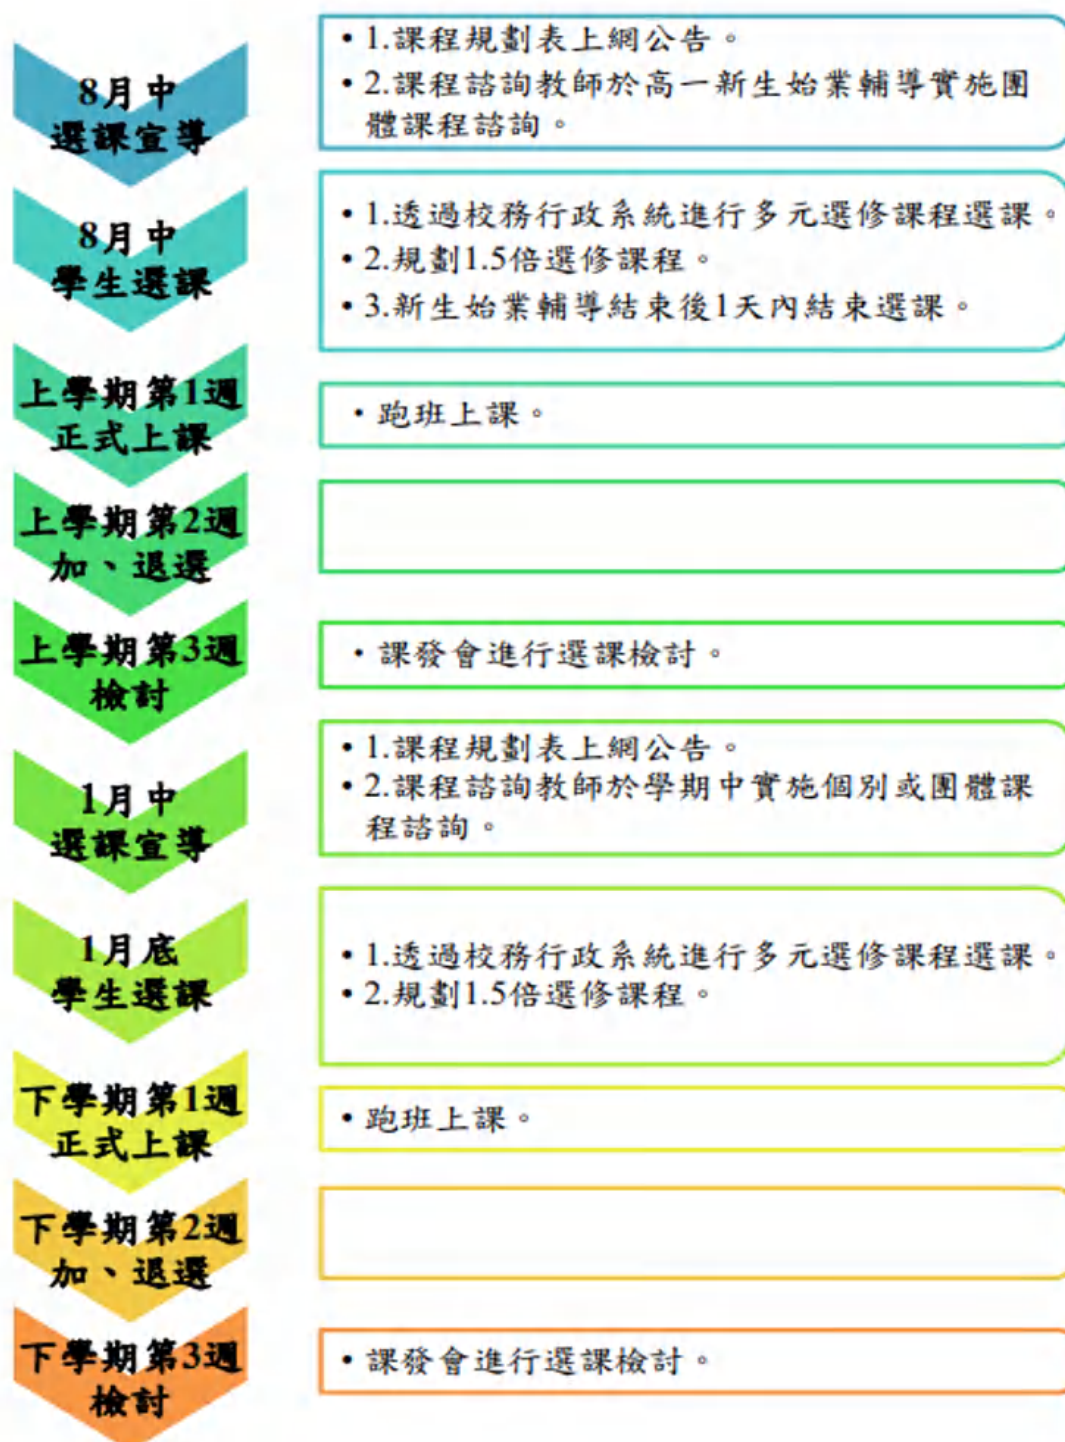 8月中
選課宣導
• 1.課程規劃表上網公告。
• 2.課程諮詢教師於高一新生始業輔導實施團
體課程諮詢。
8月中
學生選課
• 1.透過校務行政系統進行多元選修課程選課。
• 2.規劃1.5倍選修課程。
• 3.新生始業輔導結束後1天內結束選課。
上學期第1週
正式上課
• 跑班上課。
上學期第2週
加、退選
上學期第3週
檢討
• 課發會進行選課檢討。
1月中
選課宣導
• 1.課程規劃表上網公告。
• 2.課程諮詢教師於學期中實施個別或團體課
程諮詢。
1月底
學生選課
• 1.透過校務行政系統進行多元選修課程選課。
• 2.規劃1.5倍選修課程。
下學期第1週
正式上課
• 跑班上課。
下學期第2週
加、退選
下學期第3週
檢討
• 課發會進行選課檢討。